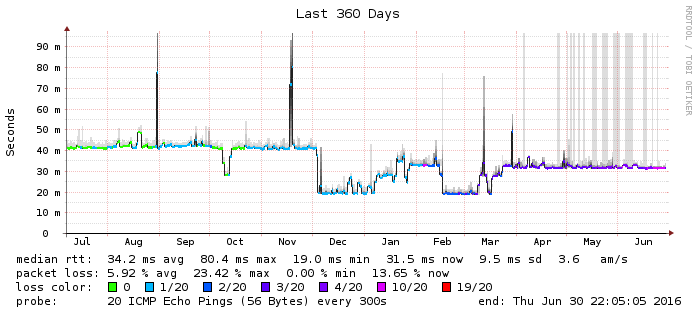 Last 360 Days
RRDTOOL / TOBI OETIKER
Seconds
90 m
80 m
70 m
60 m
50 m
40 m
30 m
20 m
10 m
0
Jul Aug Sep Oct Nov Dec Jan Feb Mar Apr May Jun
median rtt: 34.2 ms avg 80.4 ms max 19.0 ms min 31.5 ms now 9.5 ms sd 3.6 am/s
packet loss: 5.92 % avg 23.42 % max 0.00 % min 13.65 % now
loss color: 0 1/20 2/20 3/20 4/20 10/20 19/20
probe: 20 ICMP Echo Pings (56 Bytes) every 300s end: Thu Jun 30 22:05:05 2016